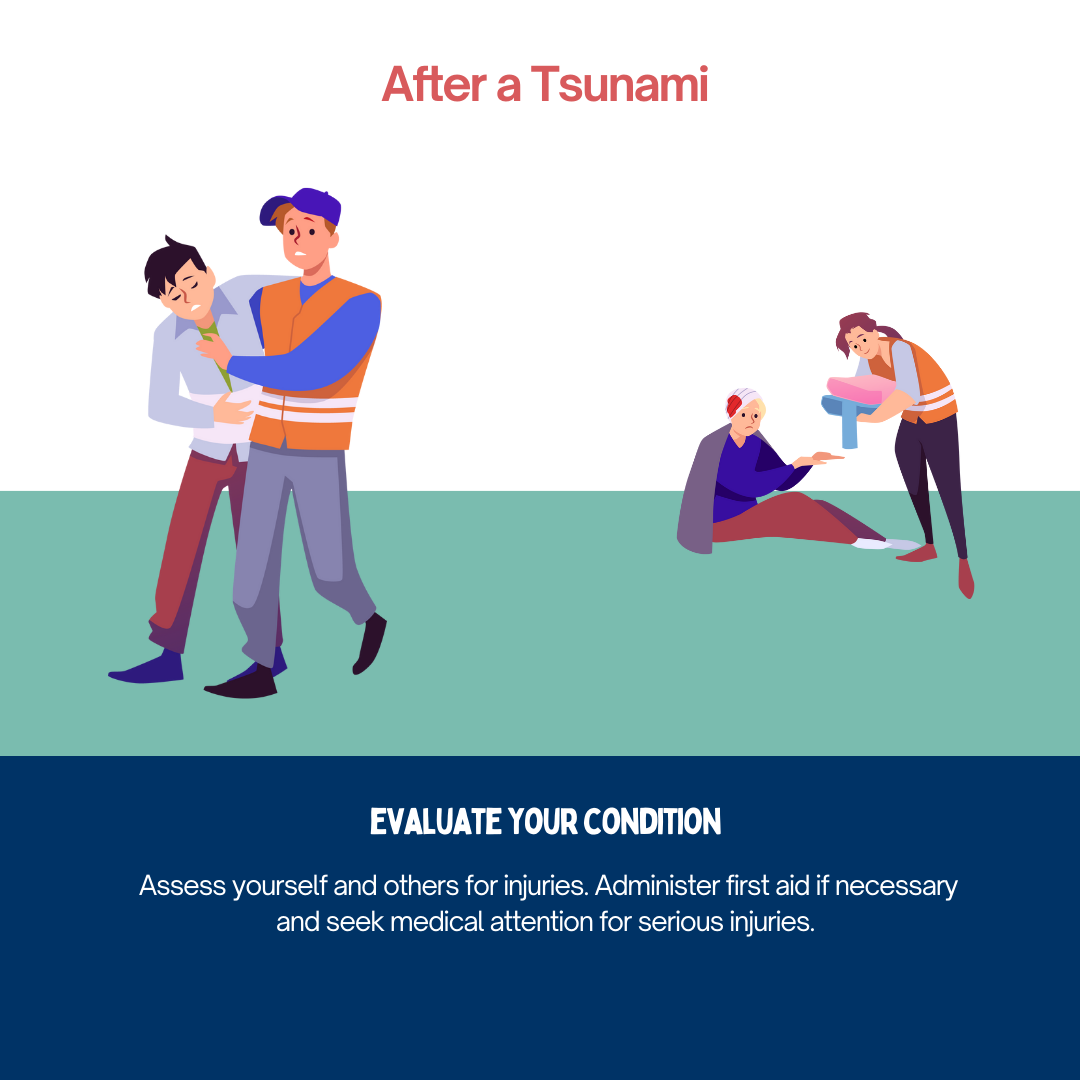 After a Tsunami
EVALUATE YOUR CONDITION
Assess yourself and others for injuries. Administer first aid if necessary
and seek medical attention for serious injuries.